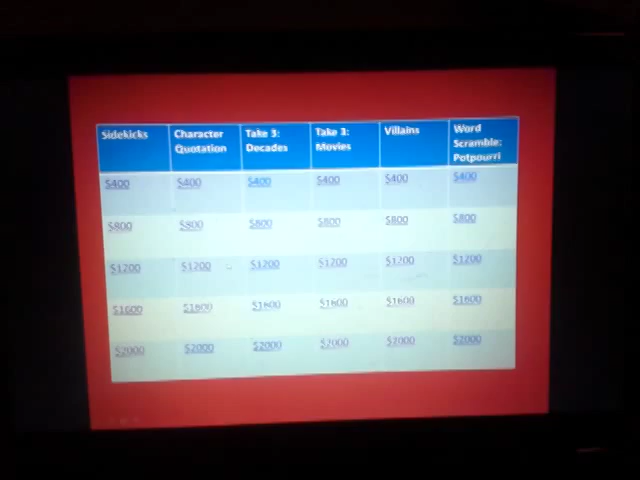 Sidekicks Character Quotation Take 3: Decades Take 3: Movies Villains Word Scramble: Potpourri
$400 $400 $400 $400 $400 $400
$800 $800 $800 $800 $800 $800
$1200 $1200 $1200 $1200 $1200 $1200
$1600 $1600 $1600 $1600 $1600 $1600
$2000 $2000 $2000 $2000 $2000 $2000